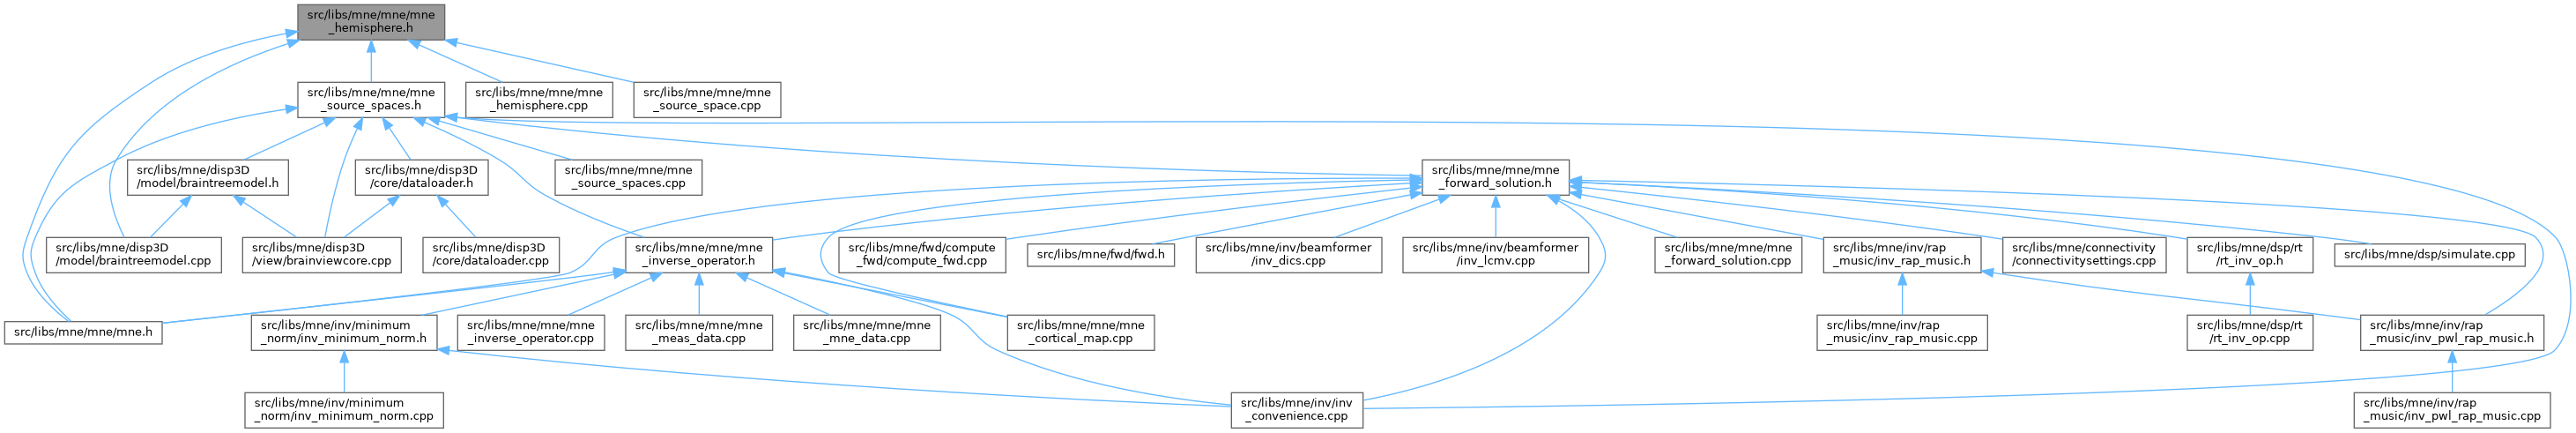 src/libs/mne/mne/mne
_hemisphere.h
src/libs/mne/mne/mne
_source_spaces.h
src/libs/mne/mne/mne
_hemisphere.cpp
src/libs/mne/mne/mne
_source_space.cpp
src/libs/mne/disp3D
/model/braintreemodel.h
src/libs/mne/disp3D
/core/dataloader.h
src/libs/mne/mne/mne
_source_spaces.cpp
src/libs/mne/mne/mne
_forward_solution.h
src/libs/mne/disp3D
/model/braintreemodel.cpp
src/libs/mne/disp3D
/view/brainviewcore.cpp
src/libs/mne/disp3D
/core/dataloader.cpp
src/libs/mne/mne/mne
_inverse_operator.h
src/libs/mne/fwd/compute
_fwd/compute_fwd.cpp
src/libs/mne/fwd/fwd.h
src/libs/mne/inv/beamformer
/inv_dics.cpp
src/libs/mne/inv/beamformer
/inv_lcmv.cpp
src/libs/mne/mne/mne
_forward_solution.cpp
src/libs/mne/inv/rap
_music/inv_rap_music.h
src/libs/mne/connectivity
/connectivitysettings.cpp
src/libs/mne/dsp/rt
/rt_inv_op.h
src/libs/mne/dsp/simulate.cpp
src/libs/mne/mne/mne.h
src/libs/mne/inv/minimum
_norm/inv_minimum_norm.h
src/libs/mne/mne/mne
_inverse_operator.cpp
src/libs/mne/mne/mne
_meas_data.cpp
src/libs/mne/mne/mne
_mne_data.cpp
src/libs/mne/mne/mne
_cortical_map.cpp
src/libs/mne/inv/rap
_music/inv_rap_music.cpp
src/libs/mne/dsp/rt
/rt_inv_op.cpp
src/libs/mne/inv/rap
_music/inv_pwl_rap_music.h
src/libs/mne/inv/minimum
_norm/inv_minimum_norm.cpp
src/libs/mne/inv/inv
_convenience.cpp
src/libs/mne/inv/rap
_music/inv_pwl_rap_music.cpp